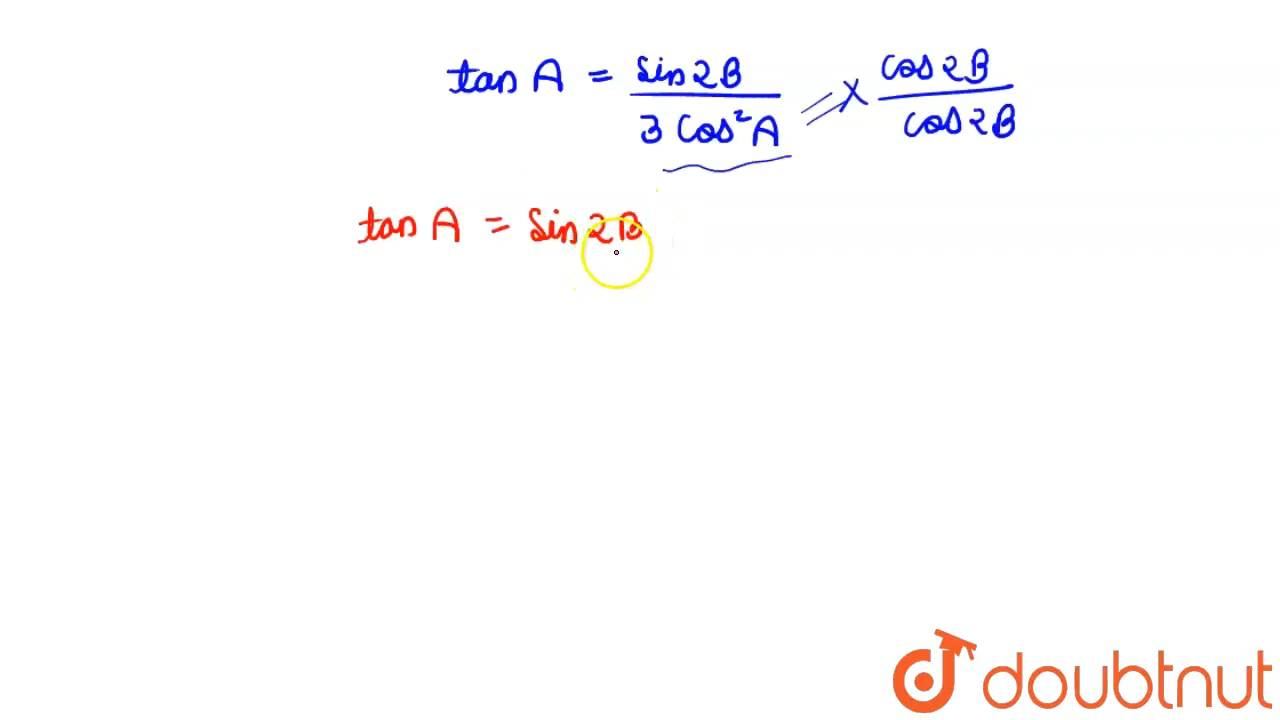 tan A = sin 2B / 3 cos²A × cos 2B / cos 2B
tan A = sin 2B
doubtnut